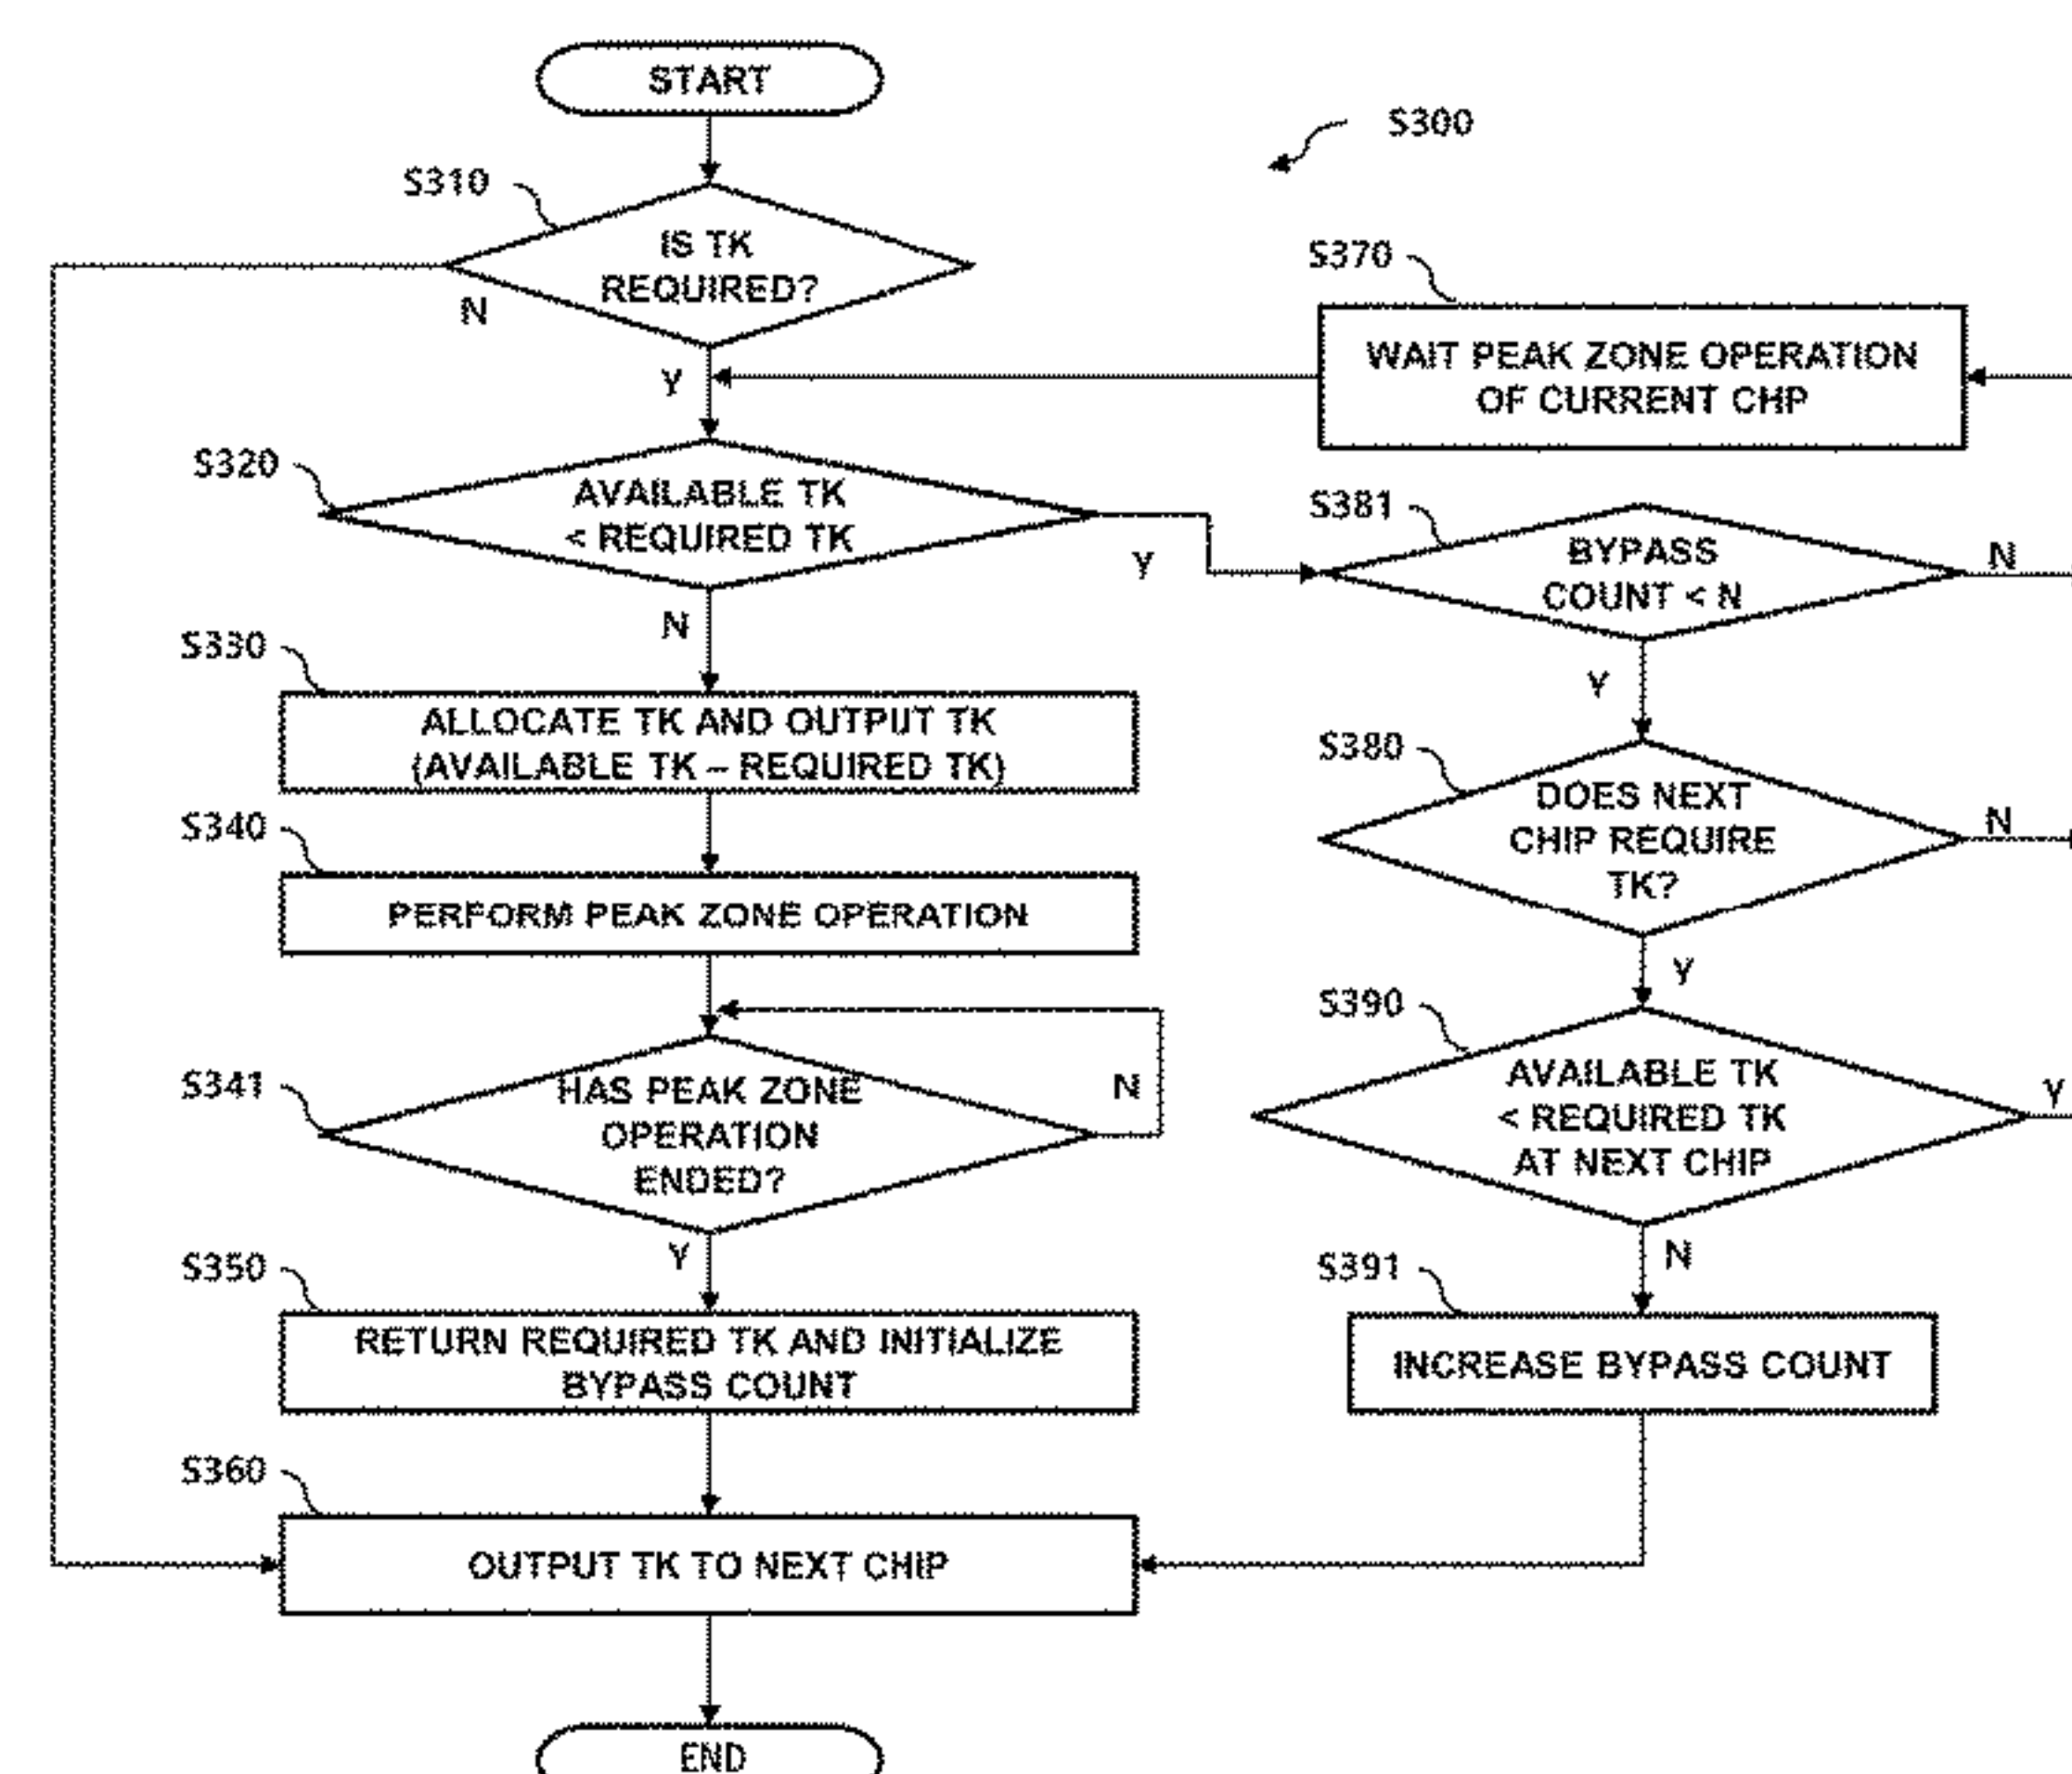 START
S300
S310
IS TK
REQUIRED?
N
Y
S370
WAIT PEAK ZONE OPERATION
OF CURRENT CHP
S320
AVAILABLE TK
< REQUIRED TK
Y
N
S381
BYPASS
COUNT < N
N
Y
S330
ALLOCATE TK AND OUTPUT TK
(AVAILABLE TK – REQUIRED TK)
S380
DOES NEXT
CHIP REQUIRE
TK?
N
Y
S340
PERFORM PEAK ZONE OPERATION
S390
AVAILABLE TK
< REQUIRED TK
AT NEXT CHIP
Y
N
S341
HAS PEAK ZONE
OPERATION
ENDED?
N
Y
S350
RETURN REQUIRED TK AND INITIALIZE
BYPASS COUNT
S391
INCREASE BYPASS COUNT
S360
OUTPUT TK TO NEXT CHIP
END